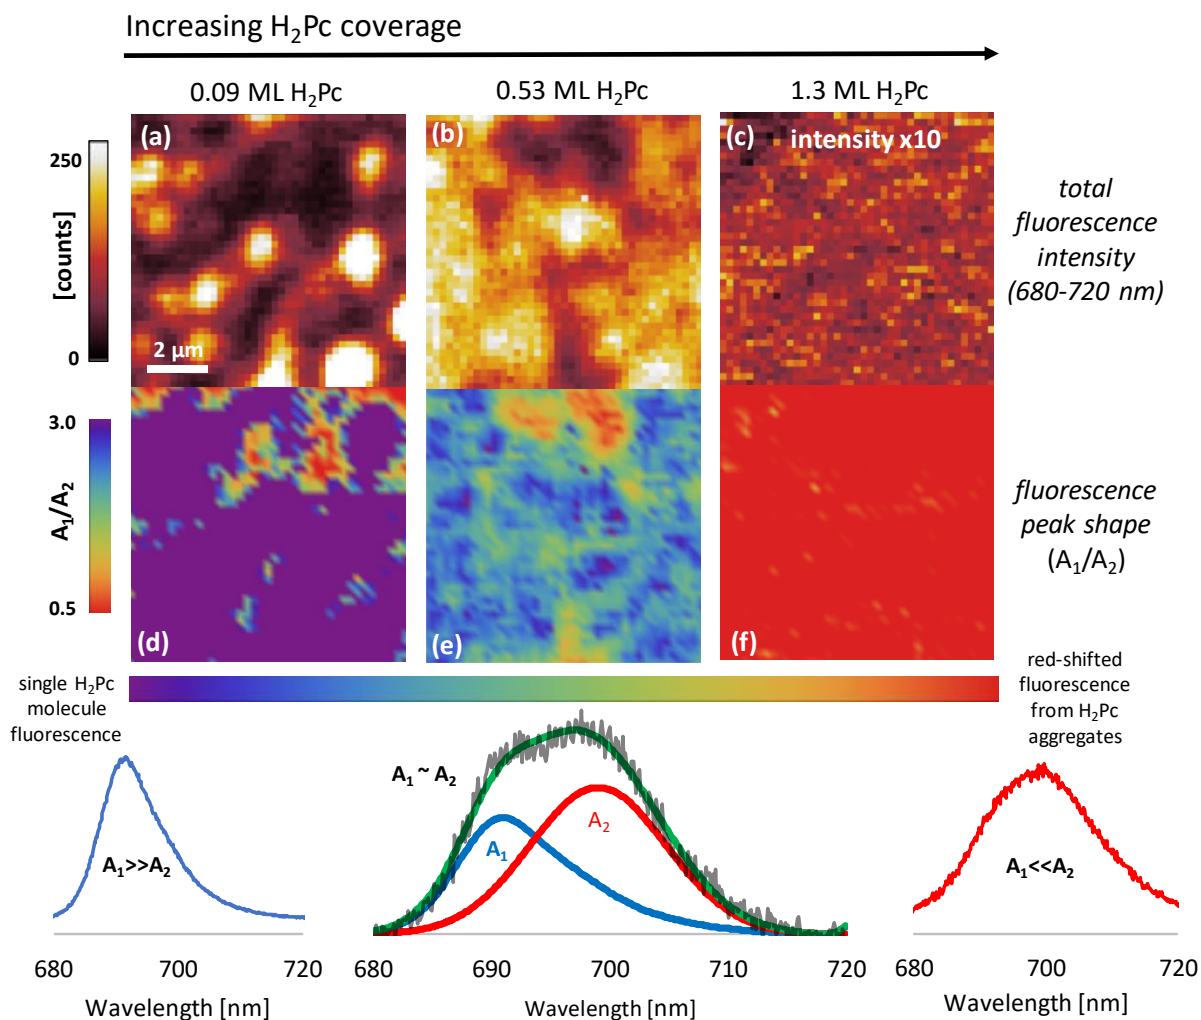 Increasing H₂Pc coverage
0.09 ML H₂Pc
0.53 ML H₂Pc
1.3 ML H₂Pc
(a)
(b)
(c)
intensity x10
250
[counts]
0
2 µm
total
fluorescence
intensity
(680-720 nm)
3.0
A₁/A₂
0.5
(d)
(e)
(f)
fluorescence
peak shape
(A₁/A₂)
single H₂Pc
molecule
fluorescence
red-shifted
fluorescence
from H₂Pc
aggregates
A₁>>A₂
A₁ ~ A₂
A₁
A₂
A₁<<A₂
680 700 720
680 690 700 710 720
680 700 720
Wavelength [nm]
Wavelength [nm]
Wavelength [nm]